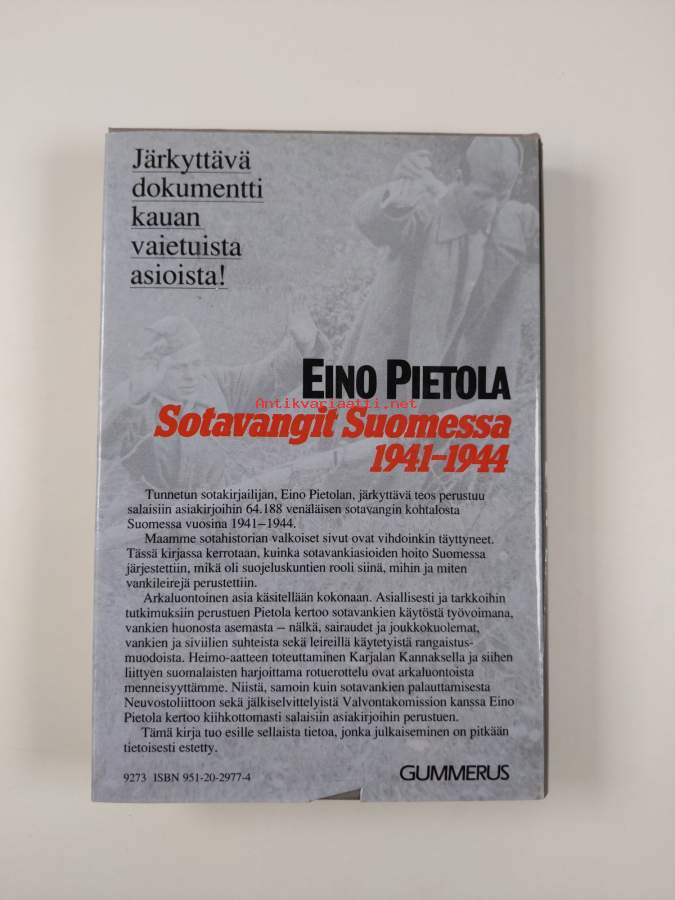 Järkyttävä
dokumentti
kauan
vaietuista
asioista!
EINO PIETOLA
Antikvariaatti.net
Sotavangit Suomessa
1941–1944
Tunnetun sotakirjailijan, Eino Pietolan, järkyttävä teos perustuu
salaisiin asiakirjoihin 64.188 venäläisen sotavangin kohtalosta
Suomessa vuosina 1941–1944.
Maamme sotahistorian valkoiset sivut ovat vihdoinkin täyttyneet.
Tässä kirjassa kerrotaan, kuinka sotavankiasioiden hoito Suomessa
järjestettiin, mikä oli suojeluskuntien rooli siinä, mihin ja miten
vankileirejä perustettiin.
Arkaluontoinen asia käsitellään kokonaan. Asiallisesti ja tarkkoihin
tutkimuksiin perustuen Pietola kertoo sotavankien käytöstä työvoimana,
vankien huonosta asemasta – nälkä, sairaudet ja joukkokuolemat,
vankien ja siviilien suhteista sekä leireillä käytetyistä rangaistus-
muodoista. Heimo-aatteen toteuttaminen Karjalan Kannaksella ja siihen
liittyen suomalaisten harjoittama rotuerottelu ovat arkaluontoista
menneisyyttämme. Niistä, samoin kuin sotavankien palauttamisesta
Neuvostoliittoon sekä jälkiselvittelyistä Valvontakomission kanssa Eino
Pietola kertoo kiihkottomasti salaisiin asiakirjoihin perustuen.
Tämä kirja tuo esille sellaista tietoa, jonka julkaiseminen on pitkään
tietoisesti estetty.
9273 ISBN 951-20-2977-4
GUMMERUS